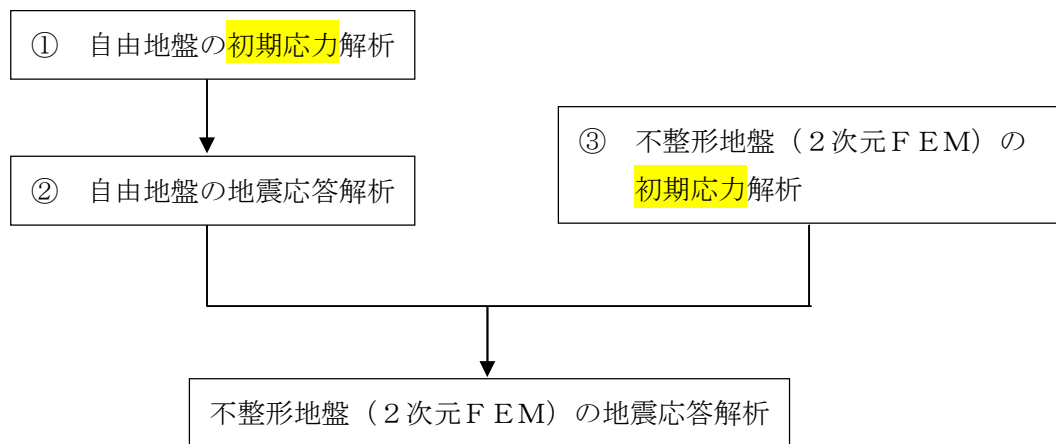 ① 自由地盤の初期応力解析
② 自由地盤の地震応答解析
③ 不整形地盤（２次元ＦＥＭ）の
初期応力解析
不整形地盤（２次元ＦＥＭ）の地震応答解析